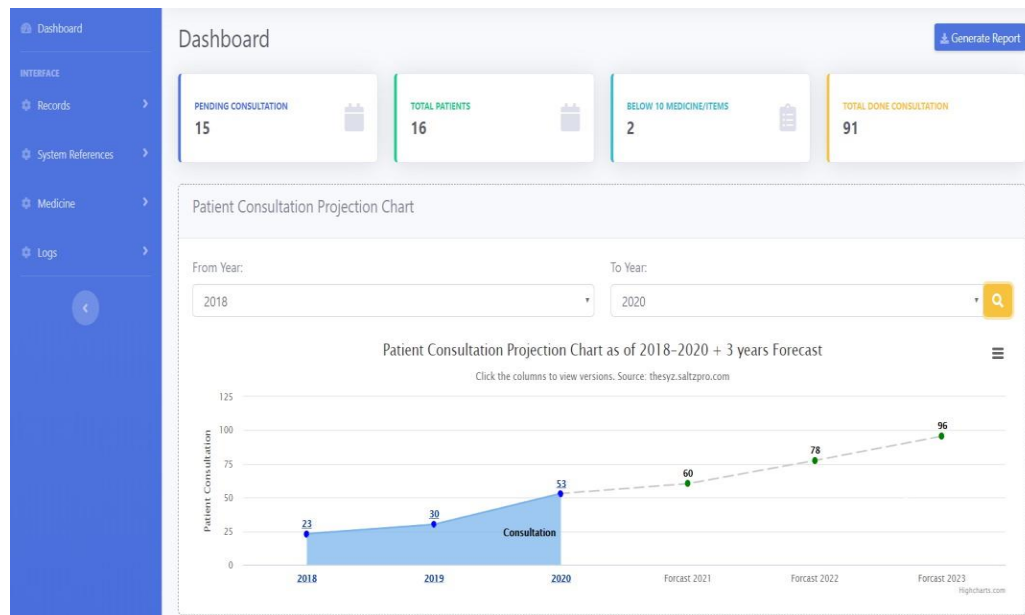 Dashboard
INTERFACE
Records
System References
Medicine
Logs
Dashboard
Generate Report
PENDING CONSULTATION
15
TOTAL PATIENTS
16
BELOW 10 MEDICINE/ITEMS
2
TOTAL DONE CONSULTATION
91
Patient Consultation Projection Chart
From Year:
2018
To Year:
2020
Patient Consultation Projection Chart as of 2018-2020 + 3 years Forecast
Click the columns to view versions. Source: thesyz.saltzpro.com
Patient Consultation
125
100
75
50
25
0
23
30
53
60
78
96
Consultation
2018
2019
2020
Forcast 2021
Forcast 2022
Forcast 2023
Highcharts.com